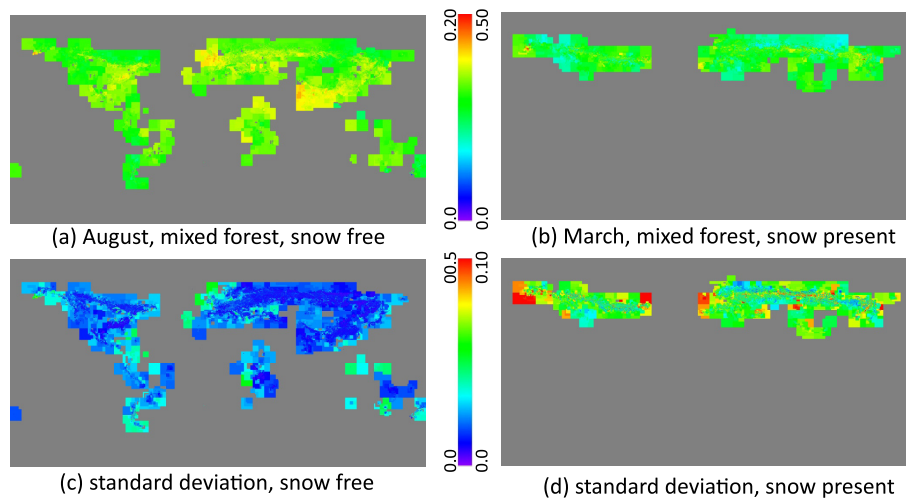 0.20 0.50
0.0 0.0
(a) August, mixed forest, snow free
(b) March, mixed forest, snow present
00.5 0.10
0.0 0.00
(c) standard deviation, snow free
(d) standard deviation, snow present